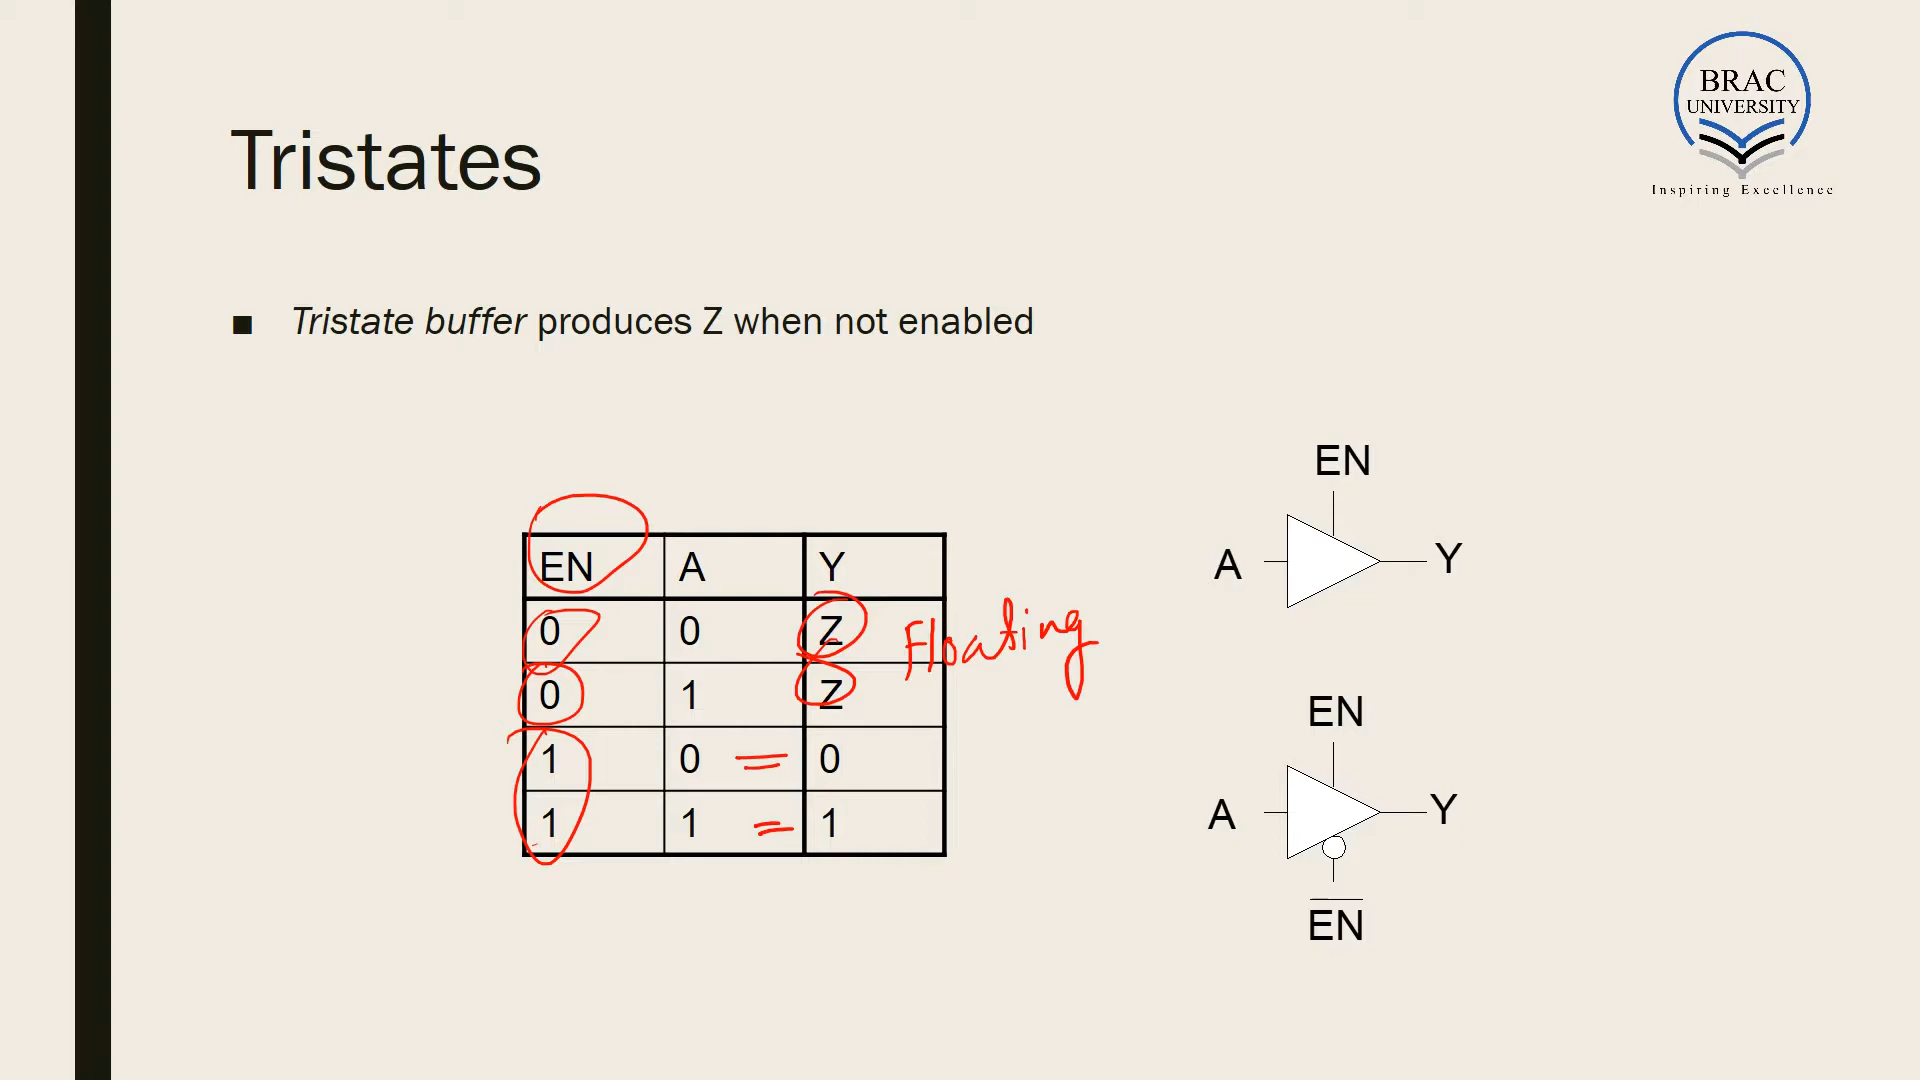 BRAC
UNIVERSITY
Inspiring Excellence
Tristates
■ Tristate buffer produces Z when not enabled
EN A Y
0 0 Z Floating
0 1 Z
1 0 = 0
1 1 = 1
EN
A Y
EN
A Y
E̅N̅